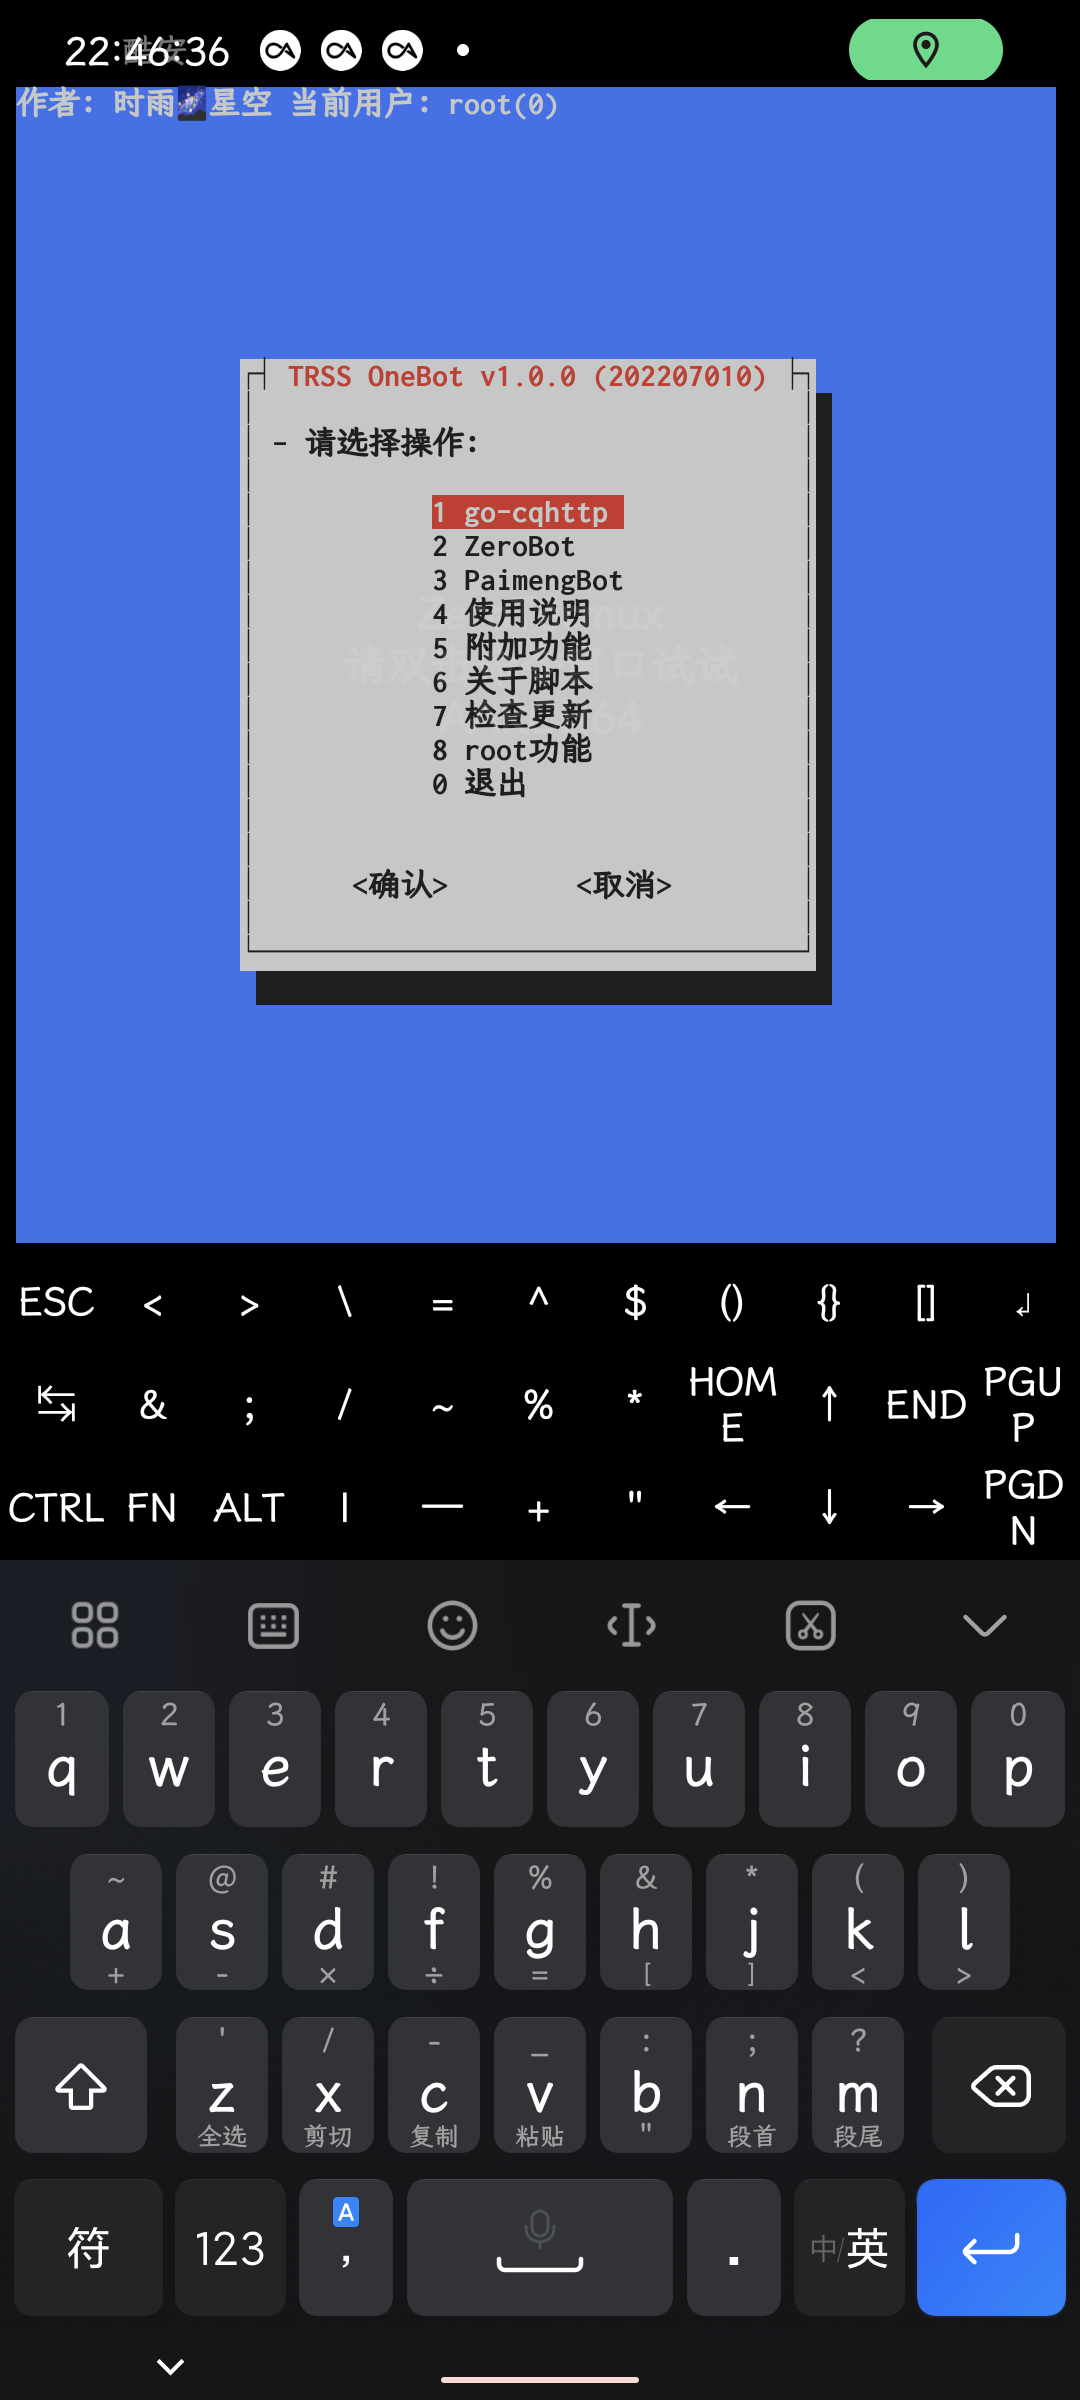 22:46:36
酷安
作者: 时雨🌌星空 当前用户: root(0)
TRSS OneBot v1.0.0 (202207010)
- 请选择操作:
1 go-cqhttp
2 ZeroBot
3 PaimengBot
4 使用说明
5 附加功能
6 关于脚本
7 检查更新
8 root功能
0 退出
<确认> <取消>
ESC < > \ = ^ $ () {} [] ↲
↹ & ; / ~ % * HOME ↑ END PGUP
CTRL FN ALT | — + " ← ↓ → PGDN
1 2 3 4 5 6 7 8 9 0
q w e r t y u i o p
~ @ # ! % & * ( )
a s d f g h j k l
+ - × ÷ = [ ] < >
' / - _ : ; ?
z x c v b n m
全选 剪切 复制 粘贴 " 段首 段尾
符 123 A , . 中/英